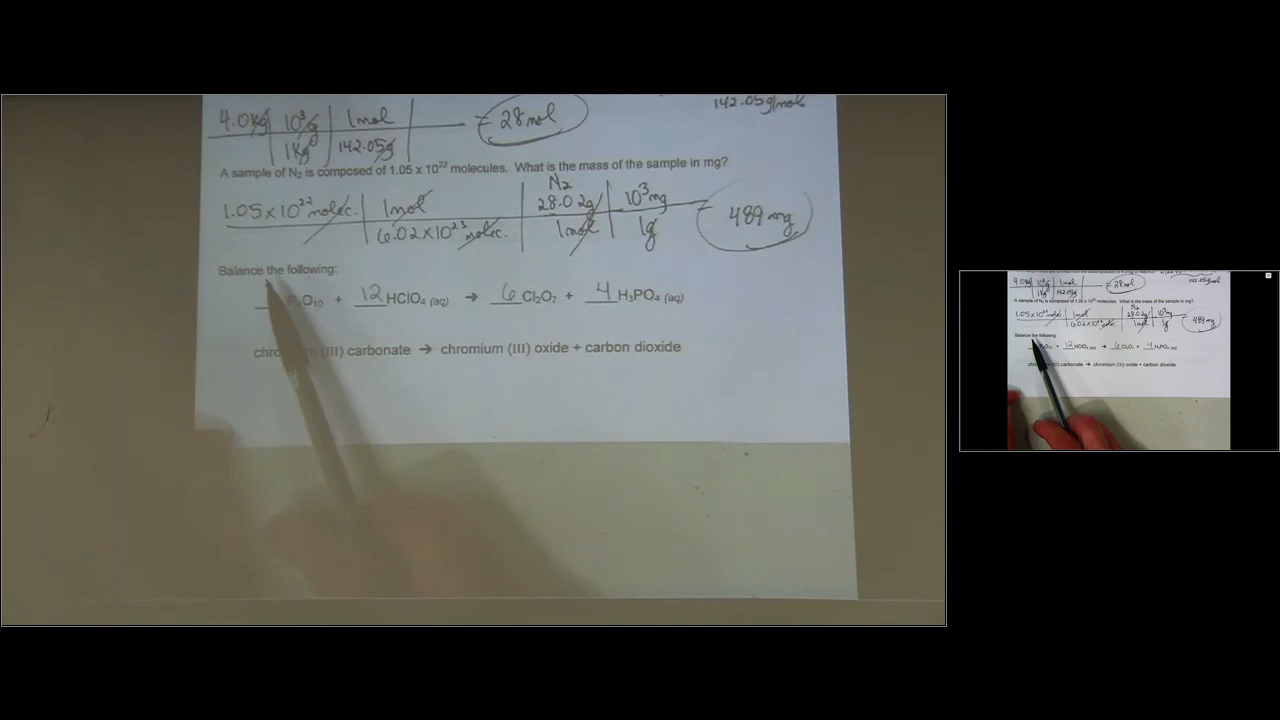 4.0kg | 10³g | 1mol = 28mol 142.05g/mol
1kg | 142.05g
A sample of N₂ is composed of 1.05 x 10²² molecules. What is the mass of the sample in mg?
N₂
1.05×10²² molec. | 1mol | 28.02g | 10³mg = 489mg
6.02×10²³ molec. | 1mol | 1g
Balance the following:
O₁₀ + 12 HClO₄ (aq) → 6 Cl₂O₇ + 4 H₃PO₄ (aq)
(III) carbonate → chromium (III) oxide + carbon dioxide